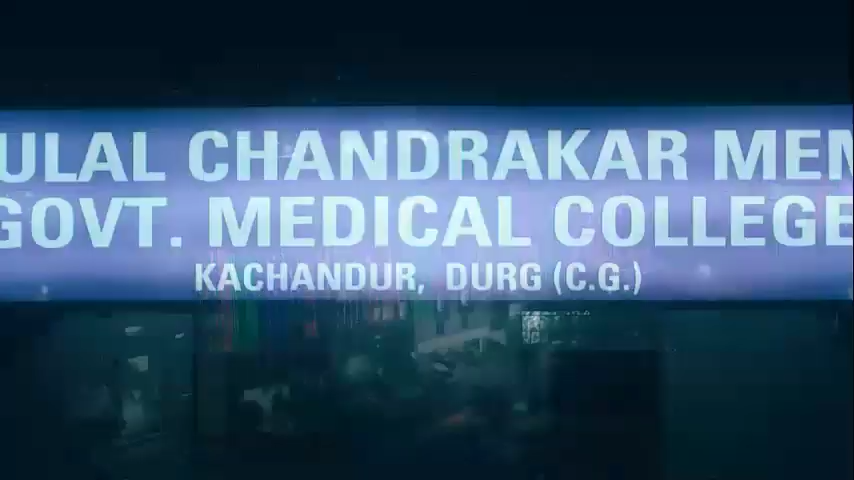 ULAL CHANDRAKAR MEM
GOVT. MEDICAL COLLEGE
KACHANDUR, DURG (C.G.)